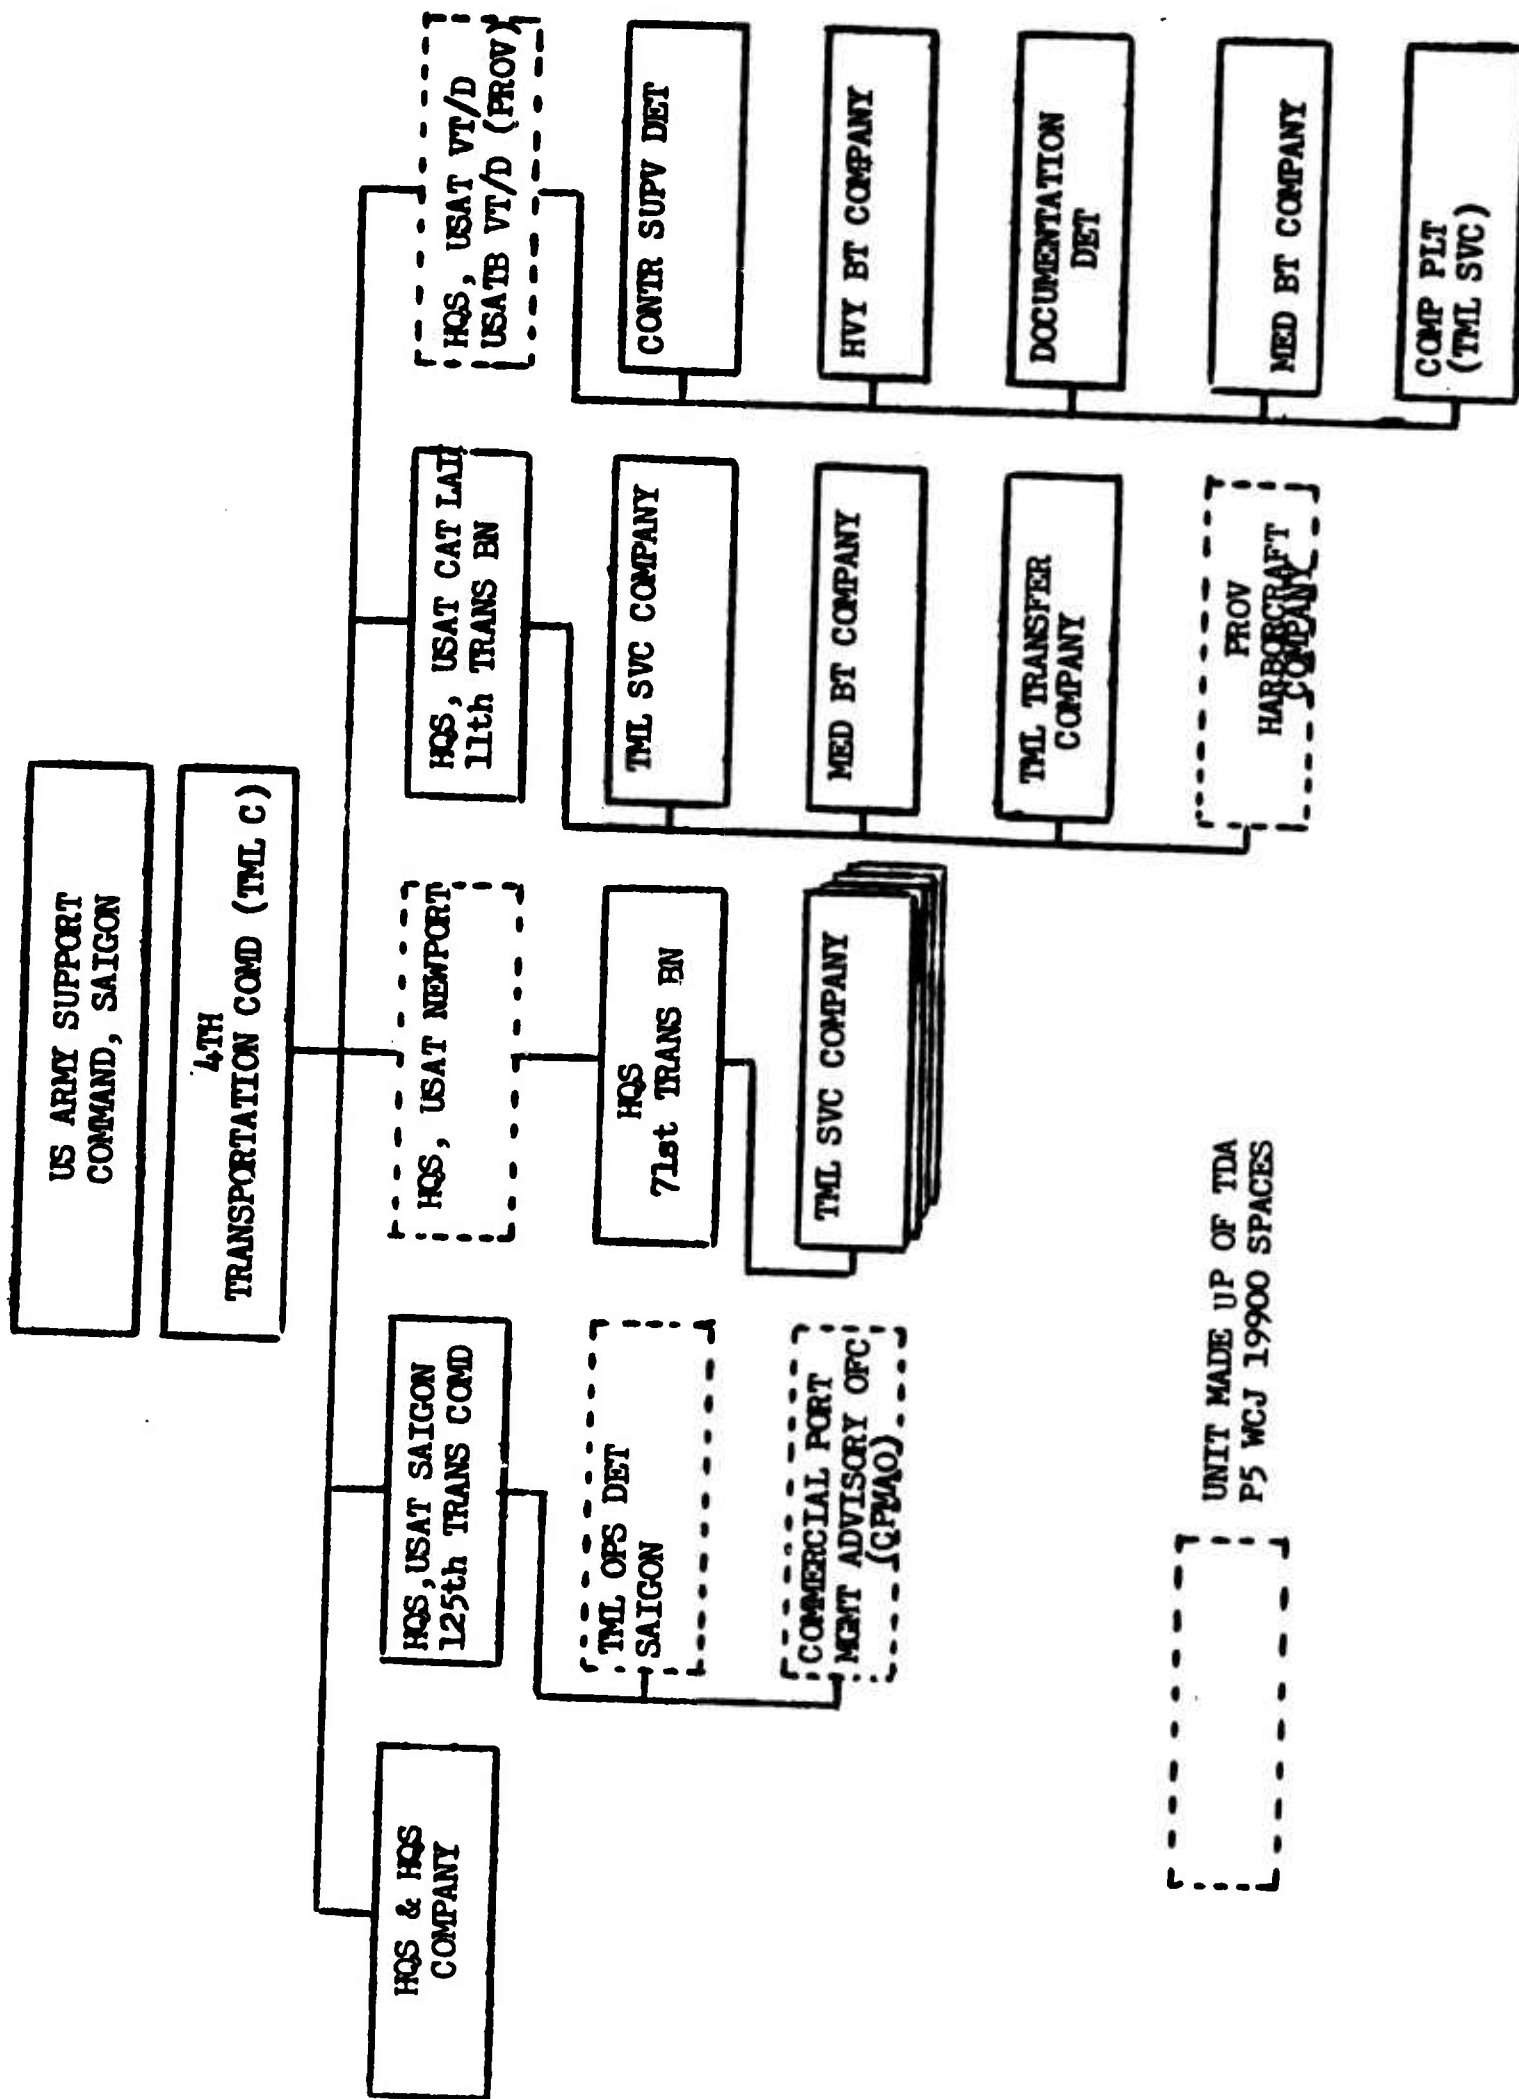 US ARMY SUPPORT
COMMAND, SAIGON
4TH
TRANSPORTATION COMD (TML C)
HQS & HQS
COMPANY
HQS, USAT SAIGON
125th TRANS COMD
TML OPS DET
SAIGON
COMMERCIAL PORT
MGMT ADVISORY OFC
(CPMAO)
HQS, USAT NEWPORT
HQS
71st TRANS BN
TML SVC COMPANY
HQS, USAT CAT LAI
11th TRANS BN
TML SVC COMPANY
MED BT COMPANY
TML TRANSFER
COMPANY
PROV
HARBORCRAFT
COMPANY
HQS, USAT VT/D
USATB VT/D (PROV)
CONTR SUPV DET
HVY BT COMPANY
DOCUMENTATION
DET
MED BT COMPANY
COMP PLT
(TML SVC)
UNIT MADE UP OF TDA
P5 WCJ 19900 SPACES